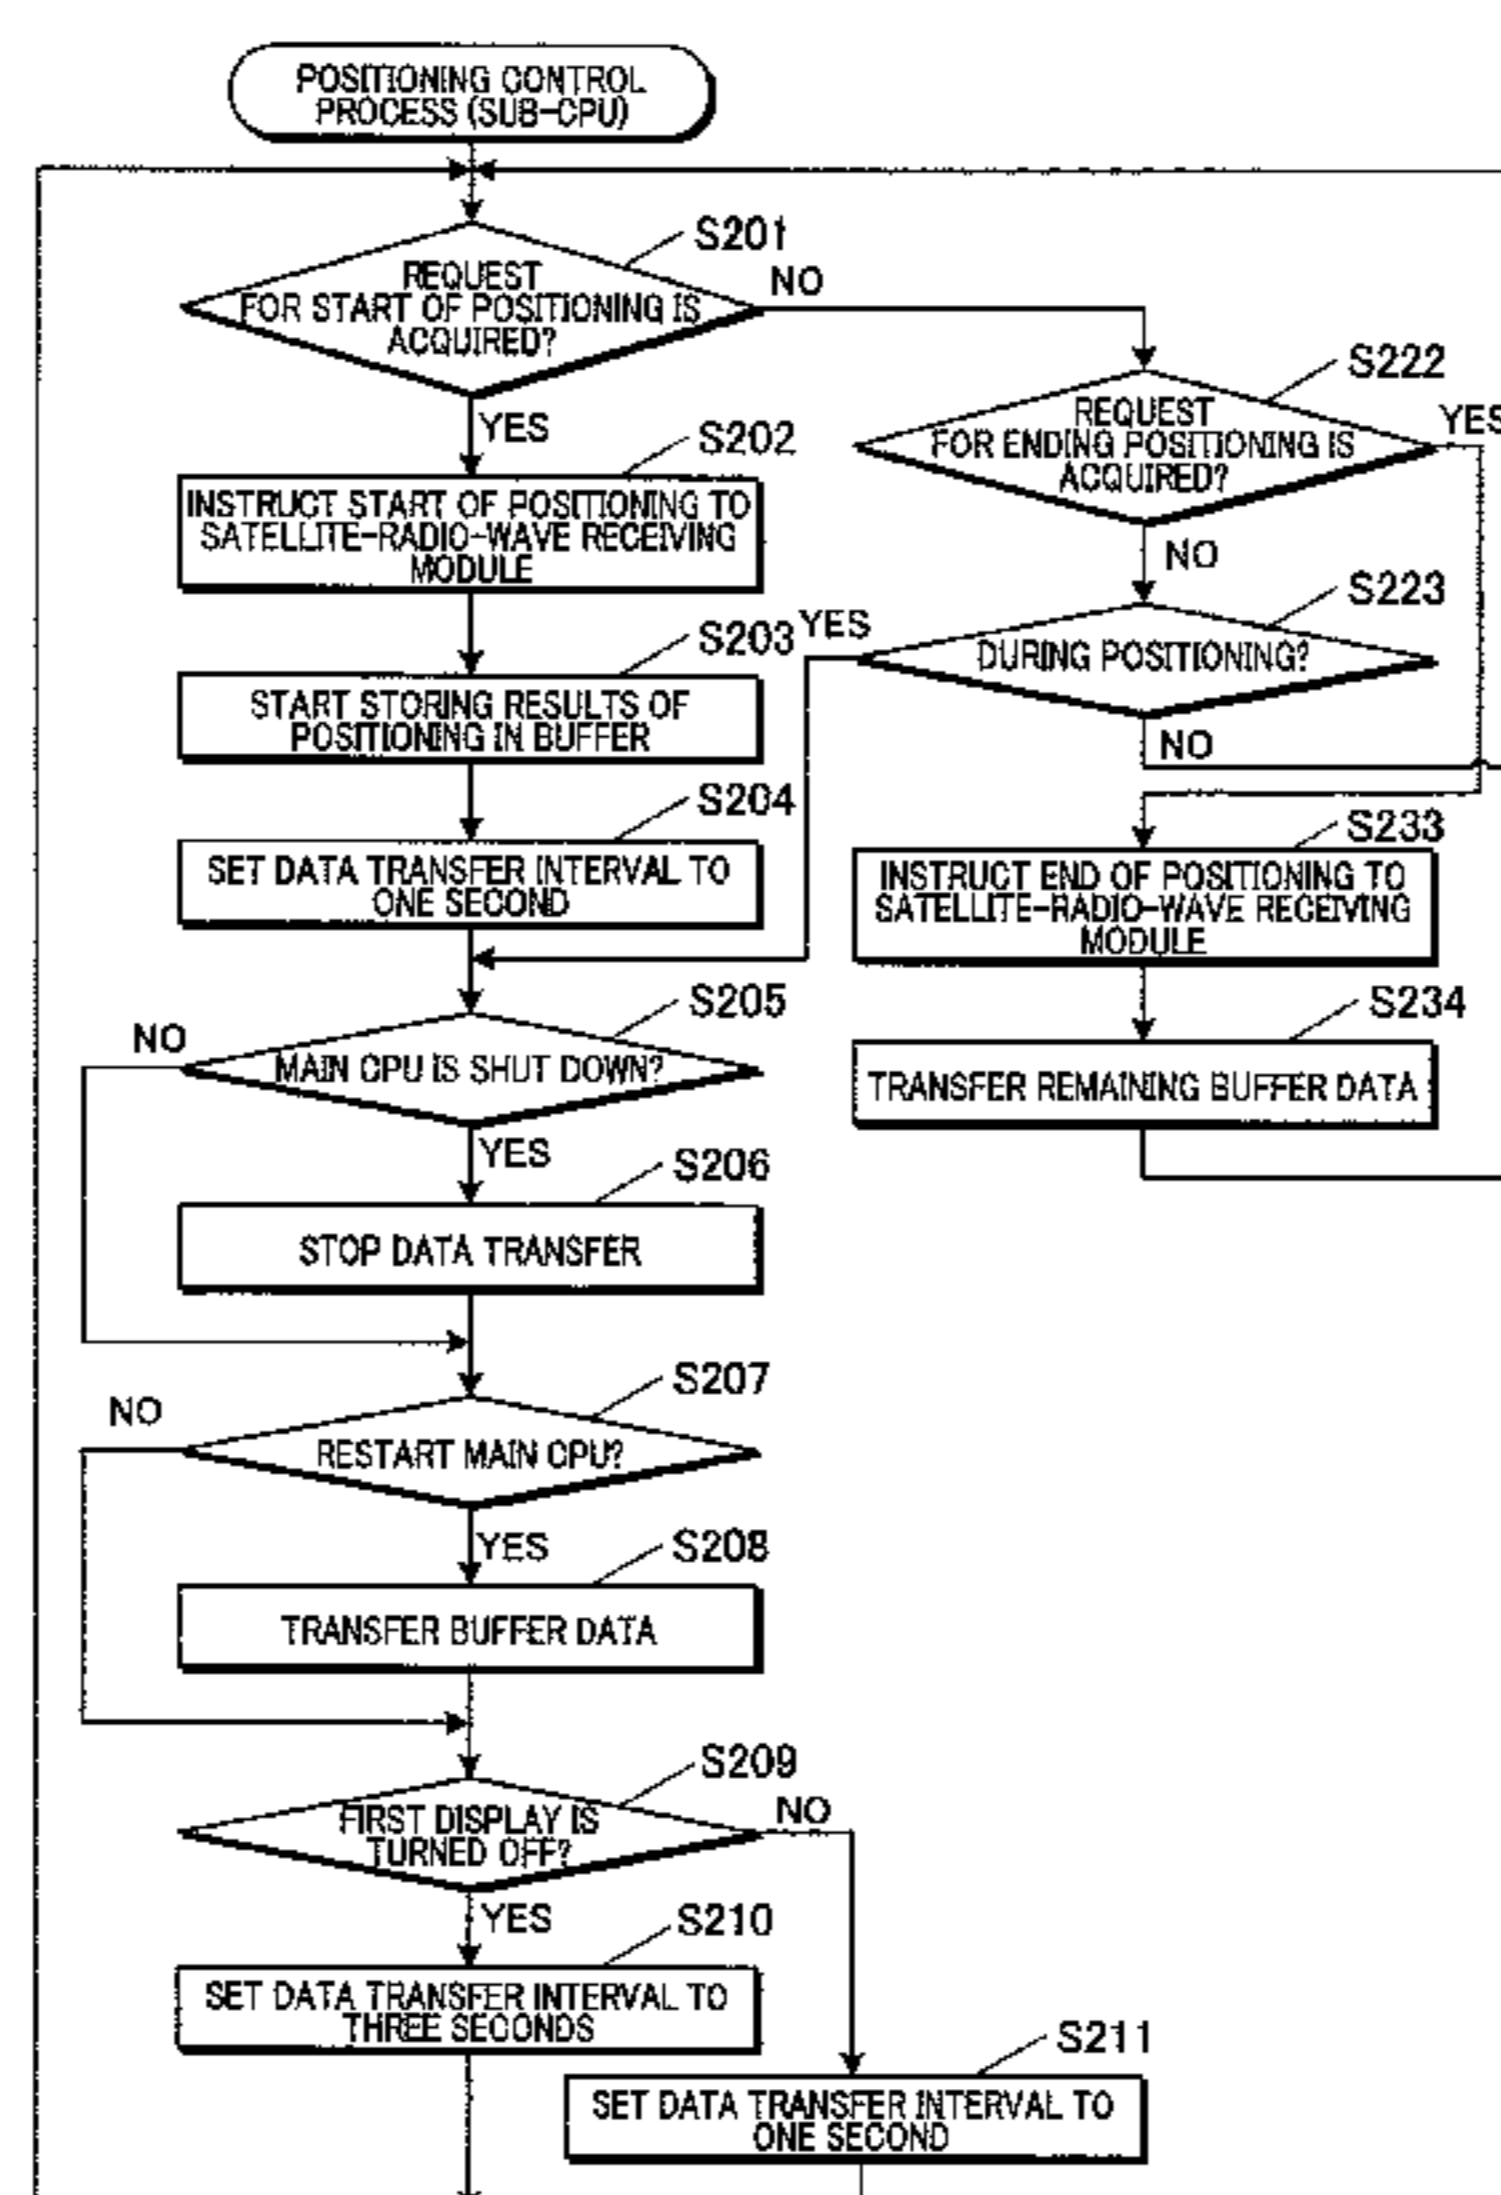 POSITIONING CONTROL
PROCESS (SUB-CPU)
S201
REQUEST
FOR START OF POSITIONING IS
ACQUIRED?
NO
YES
S222
REQUEST
FOR ENDING POSITIONING IS
ACQUIRED?
YES
NO
S202
INSTRUCT START OF POSITIONING TO
SATELLITE-RADIO-WAVE RECEIVING
MODULE
S223
DURING POSITIONING?
YES
NO
S203
START STORING RESULTS OF
POSITIONING IN BUFFER
S204
SET DATA TRANSFER INTERVAL TO
ONE SECOND
S233
INSTRUCT END OF POSITIONING TO
SATELLITE-RADIO-WAVE RECEIVING
MODULE
S205
NO
MAIN CPU IS SHUT DOWN?
YES
S234
TRANSFER REMAINING BUFFER DATA
S206
STOP DATA TRANSFER
S207
NO
RESTART MAIN CPU?
YES
S208
TRANSFER BUFFER DATA
S209
FIRST DISPLAY IS
TURNED OFF?
NO
YES
S210
SET DATA TRANSFER INTERVAL TO
THREE SECONDS
S211
SET DATA TRANSFER INTERVAL TO
ONE SECOND